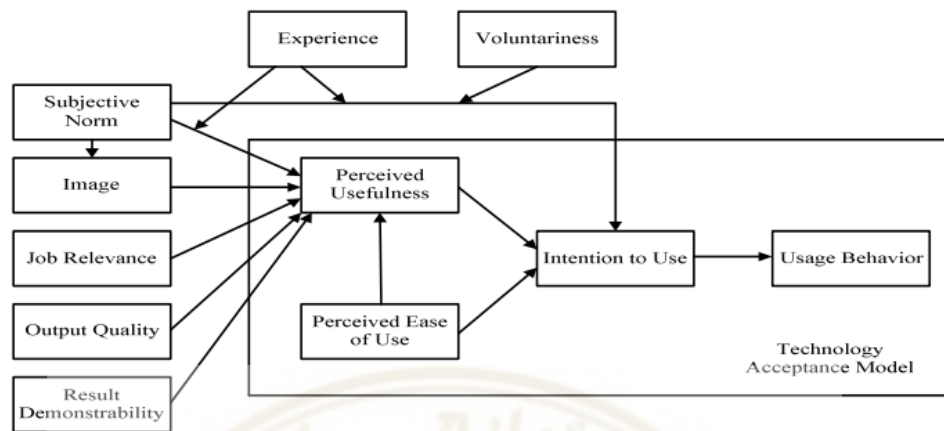 Experience
Voluntariness
Subjective
Norm
Image
Perceived
Usefulness
Job Relevance
Intention to Use
Usage Behavior
Output Quality
Perceived Ease
of Use
Technology
Acceptance Model
Result
Demonstrability